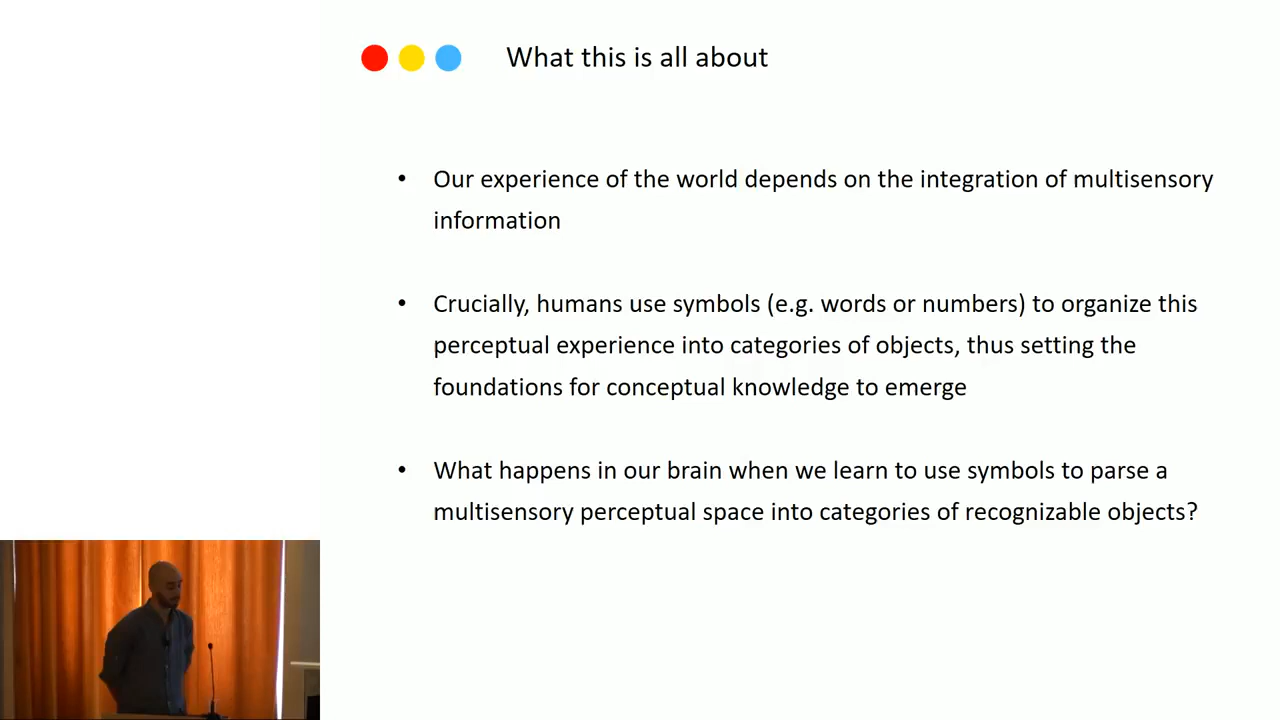 What this is all about
• Our experience of the world depends on the integration of multisensory
information
• Crucially, humans use symbols (e.g. words or numbers) to organize this
perceptual experience into categories of objects, thus setting the
foundations for conceptual knowledge to emerge
• What happens in our brain when we learn to use symbols to parse a
multisensory perceptual space into categories of recognizable objects?